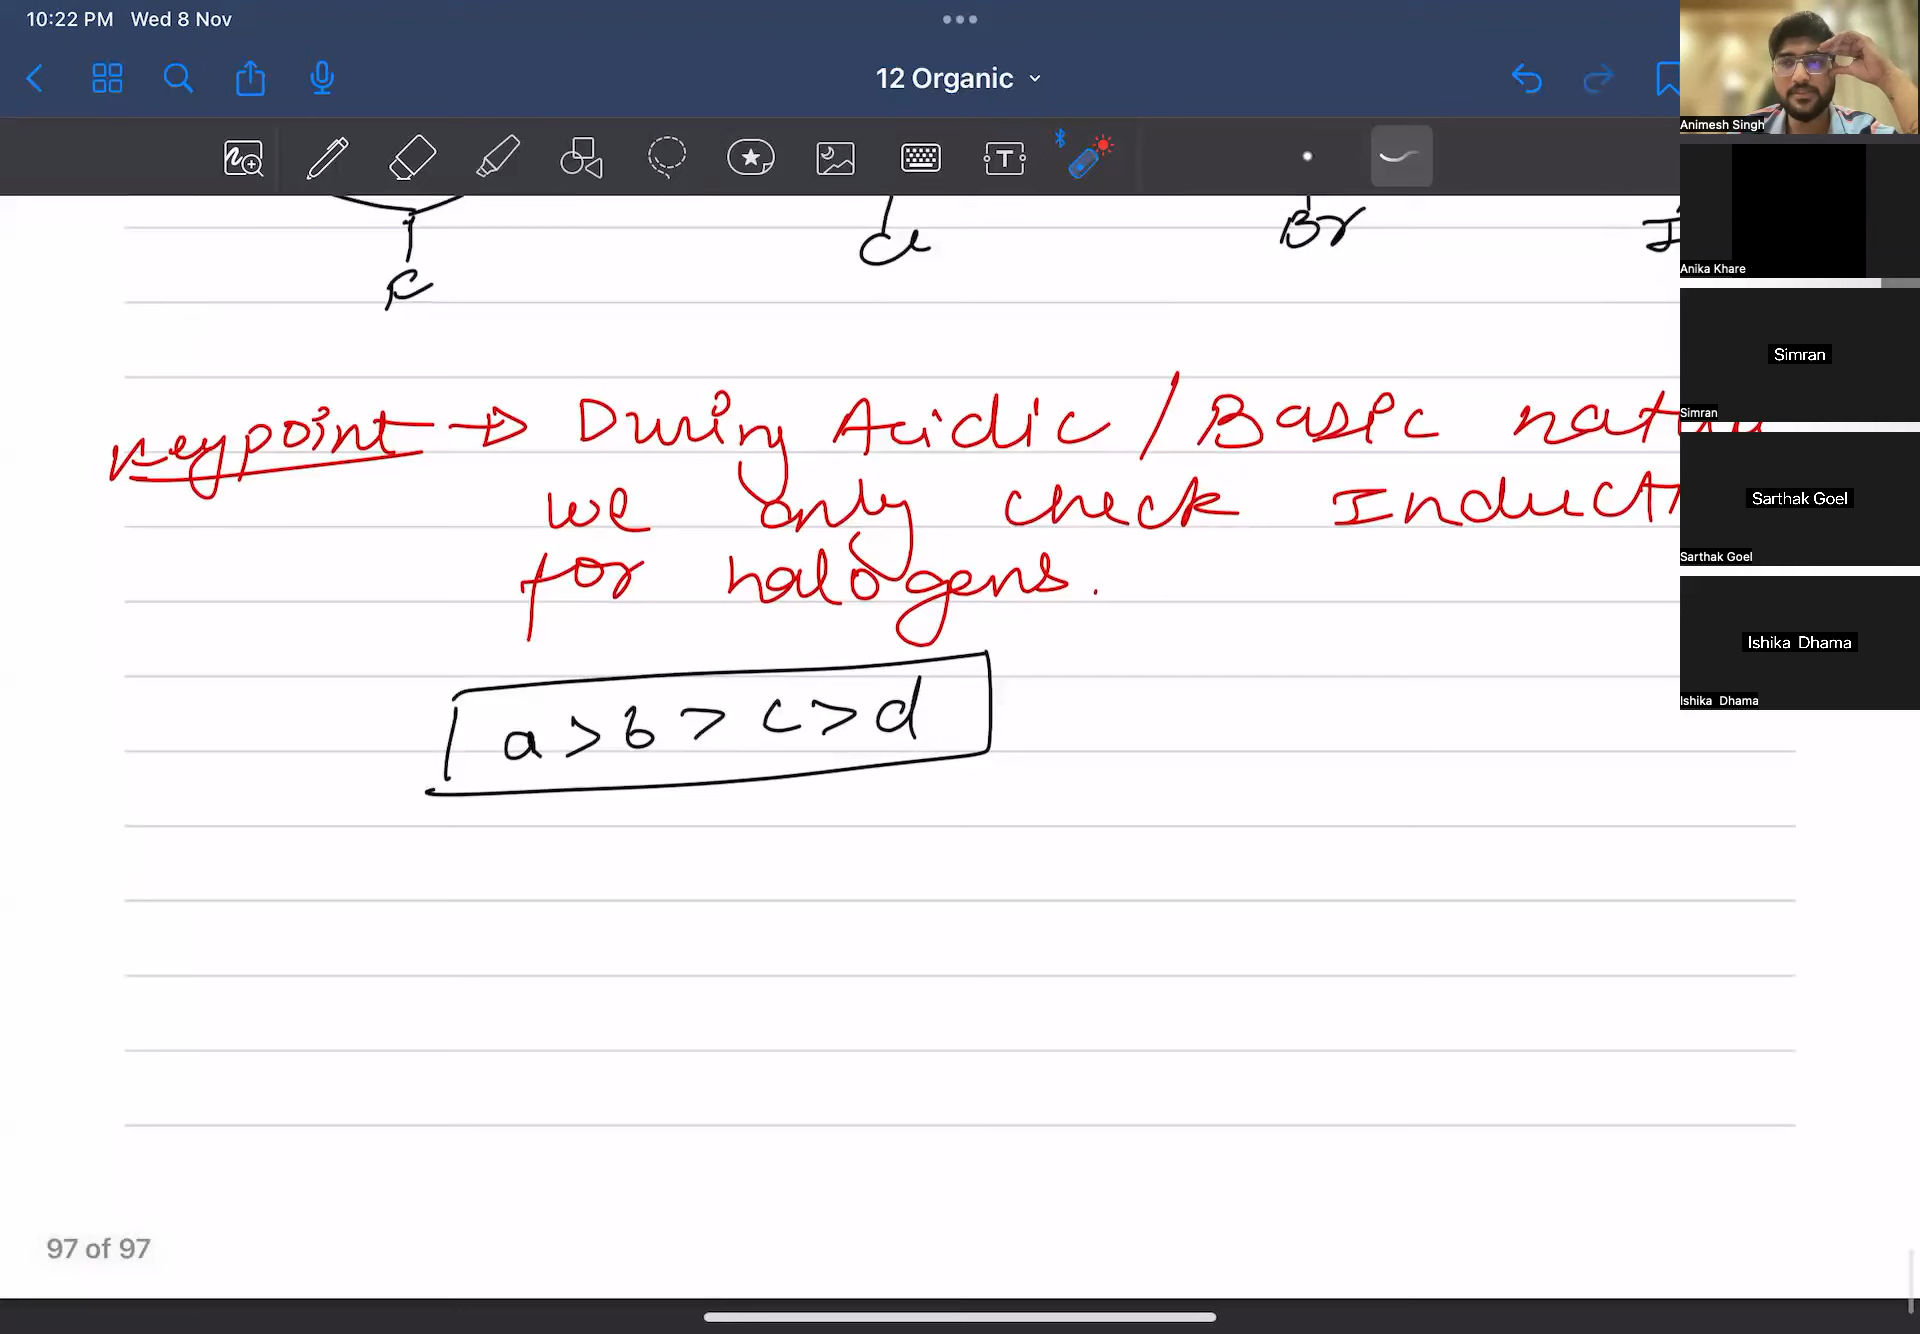 10:22 PM Wed 8 Nov
12 Organic
T
F
Cl
Br
I
Keypoint → During Acidic / Basic
we only check
for halogens.
a > b > c > d
97 of 97
Animesh Singh
Anika Khare
Simran
Simran
Sarthak Goel
Sarthak Goel
Ishika Dhama
Ishika Dhama